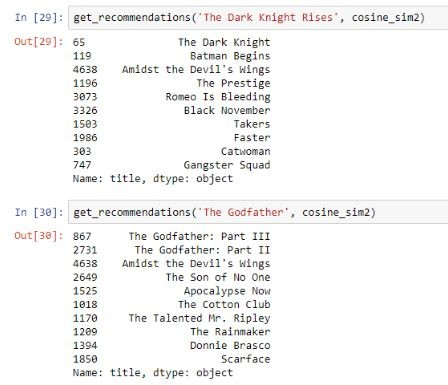 In [29]: get_recommendations('The Dark Knight Rises', cosine_sim2)
Out[29]: 65 The Dark Knight
119 Batman Begins
4638 Amidst the Devil's Wings
1196 The Prestige
3073 Romeo Is Bleeding
3326 Black November
1503 Takers
1986 Faster
303 Catwoman
747 Gangster Squad
Name: title, dtype: object
In [30]: get_recommendations('The Godfather', cosine_sim2)
Out[30]: 867 The Godfather: Part III
2731 The Godfather: Part II
4638 Amidst the Devil's Wings
2649 The Son of No One
1525 Apocalypse Now
1018 The Cotton Club
1170 The Talented Mr. Ripley
1209 The Rainmaker
1394 Donnie Brasco
1850 Scarface
Name: title, dtype: object